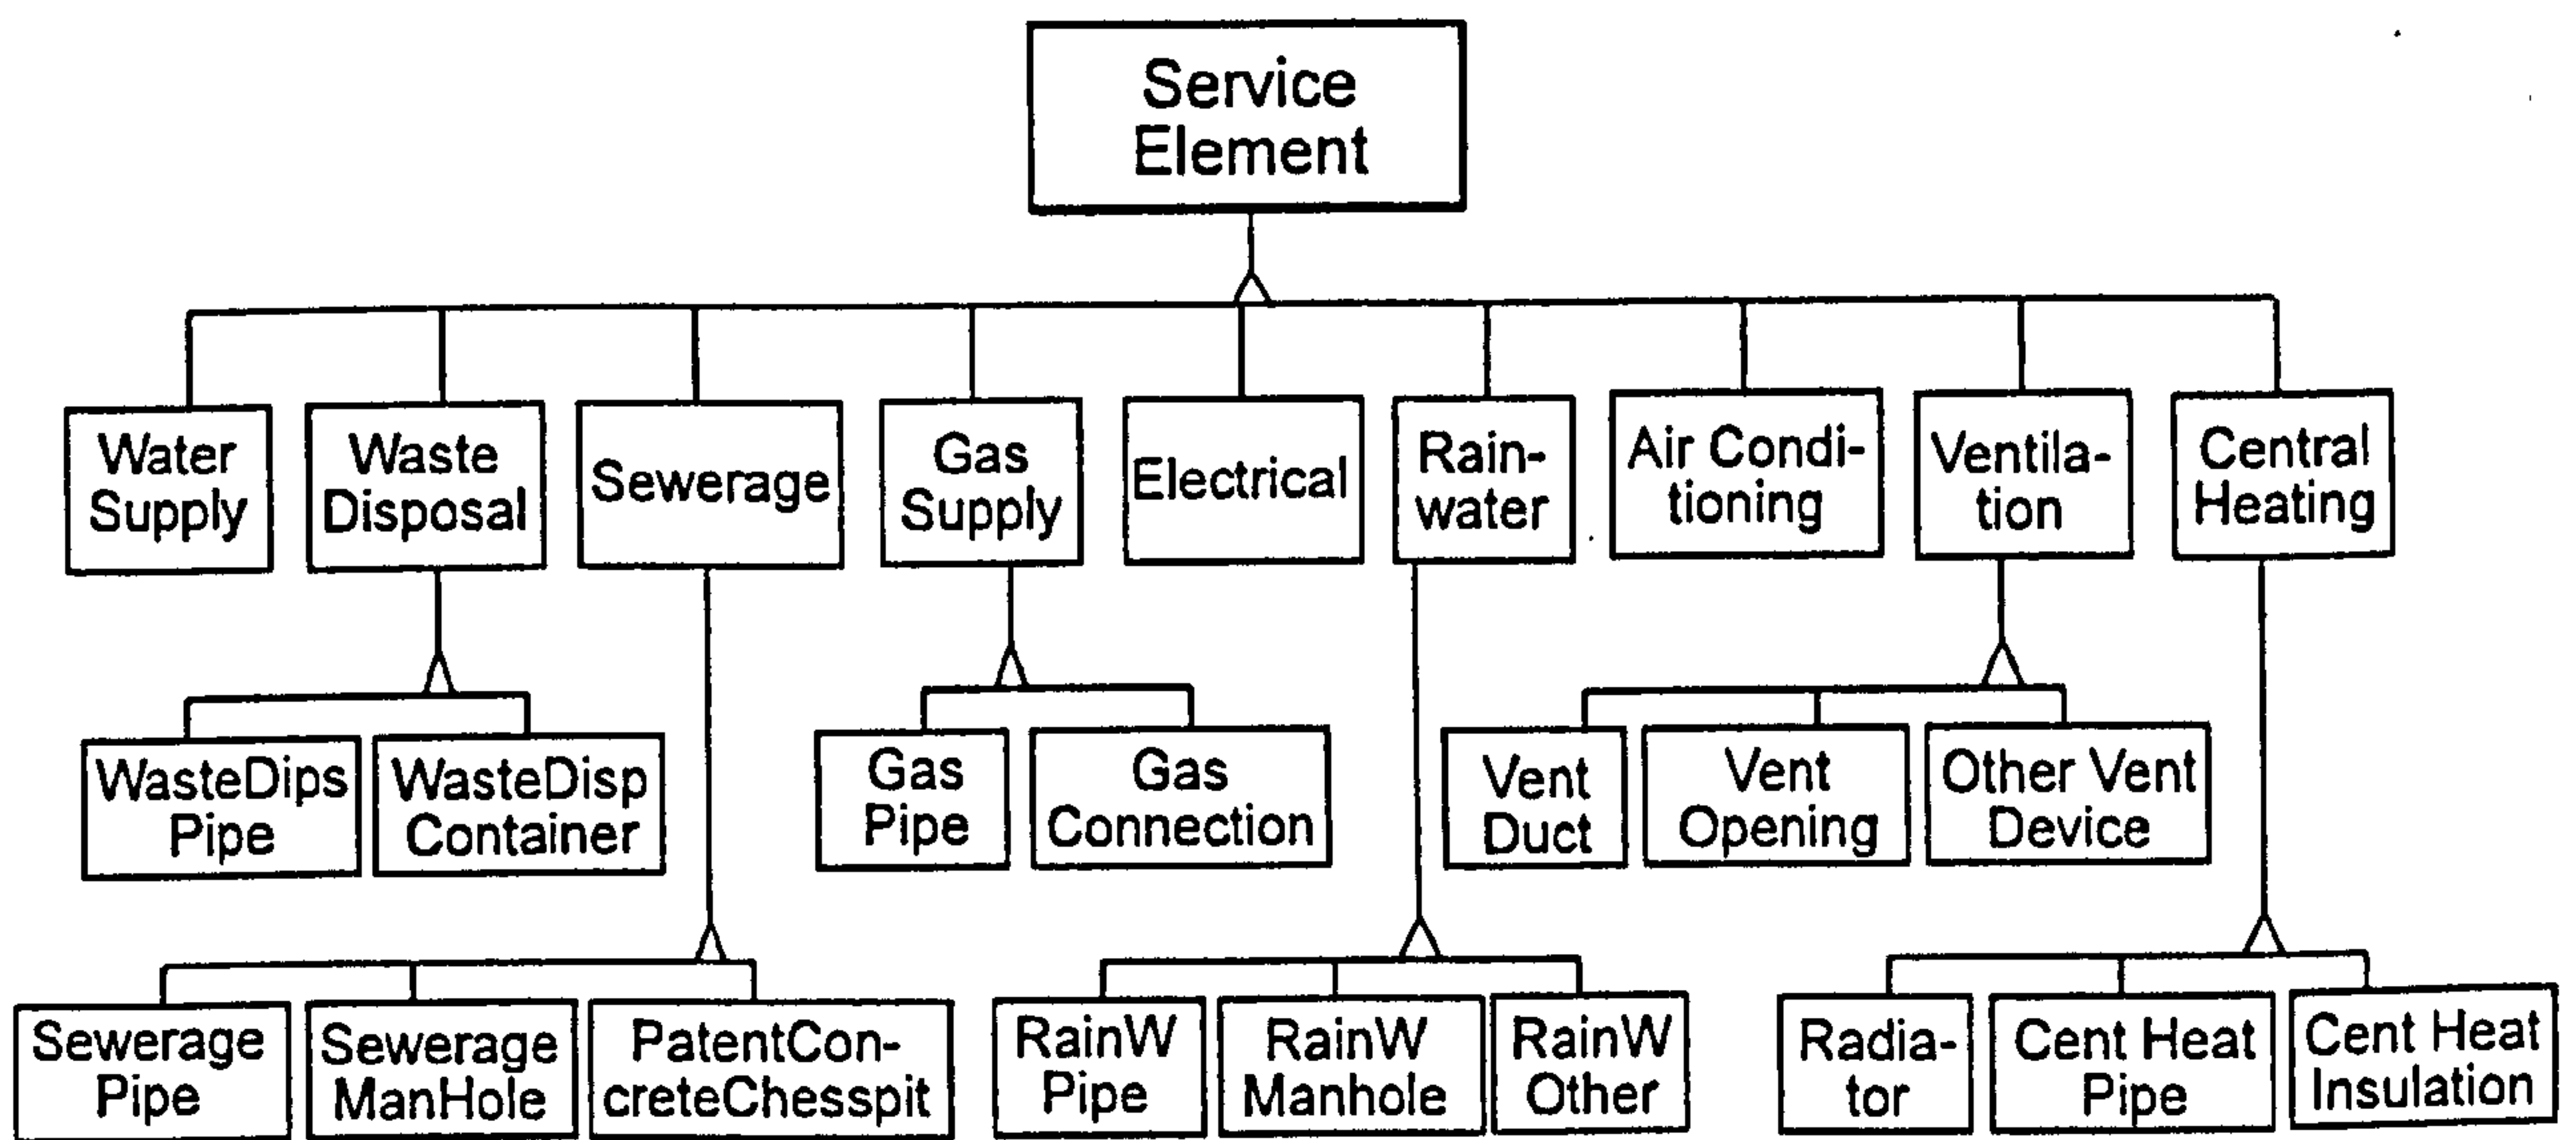 Service
Element
Water
Supply
Waste
Disposal
Sewerage
Gas
Supply
Electrical
Rain-
water
Air Condi-
tioning
Ventila-
tion
Central
Heating
WasteDips
Pipe
WasteDisp
Container
Gas
Pipe
Gas
Connection
Vent
Duct
Vent
Opening
Other Vent
Device
Sewerage
Pipe
Sewerage
ManHole
PatentCon-
creteChesspit
RainW
Pipe
RainW
Manhole
RainW
Other
Radia-
tor
Cent Heat
Pipe
Cent Heat
Insulation